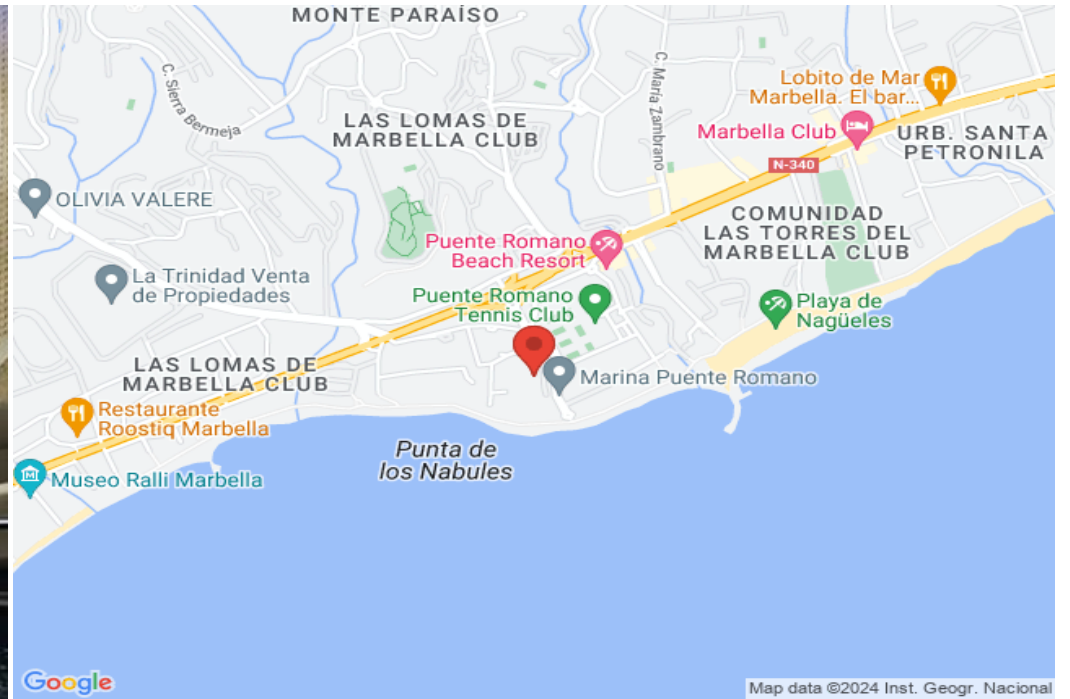 MONTE PARAÍSO
C. Sierra Bermeja
C. María Zambrano
Lobito de Mar
Marbella. El bar...
LAS LOMAS DE
MARBELLA CLUB
Marbella Club
URB. SANTA
PETRONILA
N-340
OLIVIA VALERE
COMUNIDAD
LAS TORRES DEL
MARBELLA CLUB
Puente Romano
Beach Resort
La Trinidad Venta
de Propiedades
Puente Romano
Tennis Club
Playa de
Nagüeles
LAS LOMAS DE
MARBELLA CLUB
Marina Puente Romano
Restaurante
Roostiq Marbella
Punta de
los Nabules
Museo Ralli Marbella
Google
Map data ©2024 Inst. Geogr. Nacional